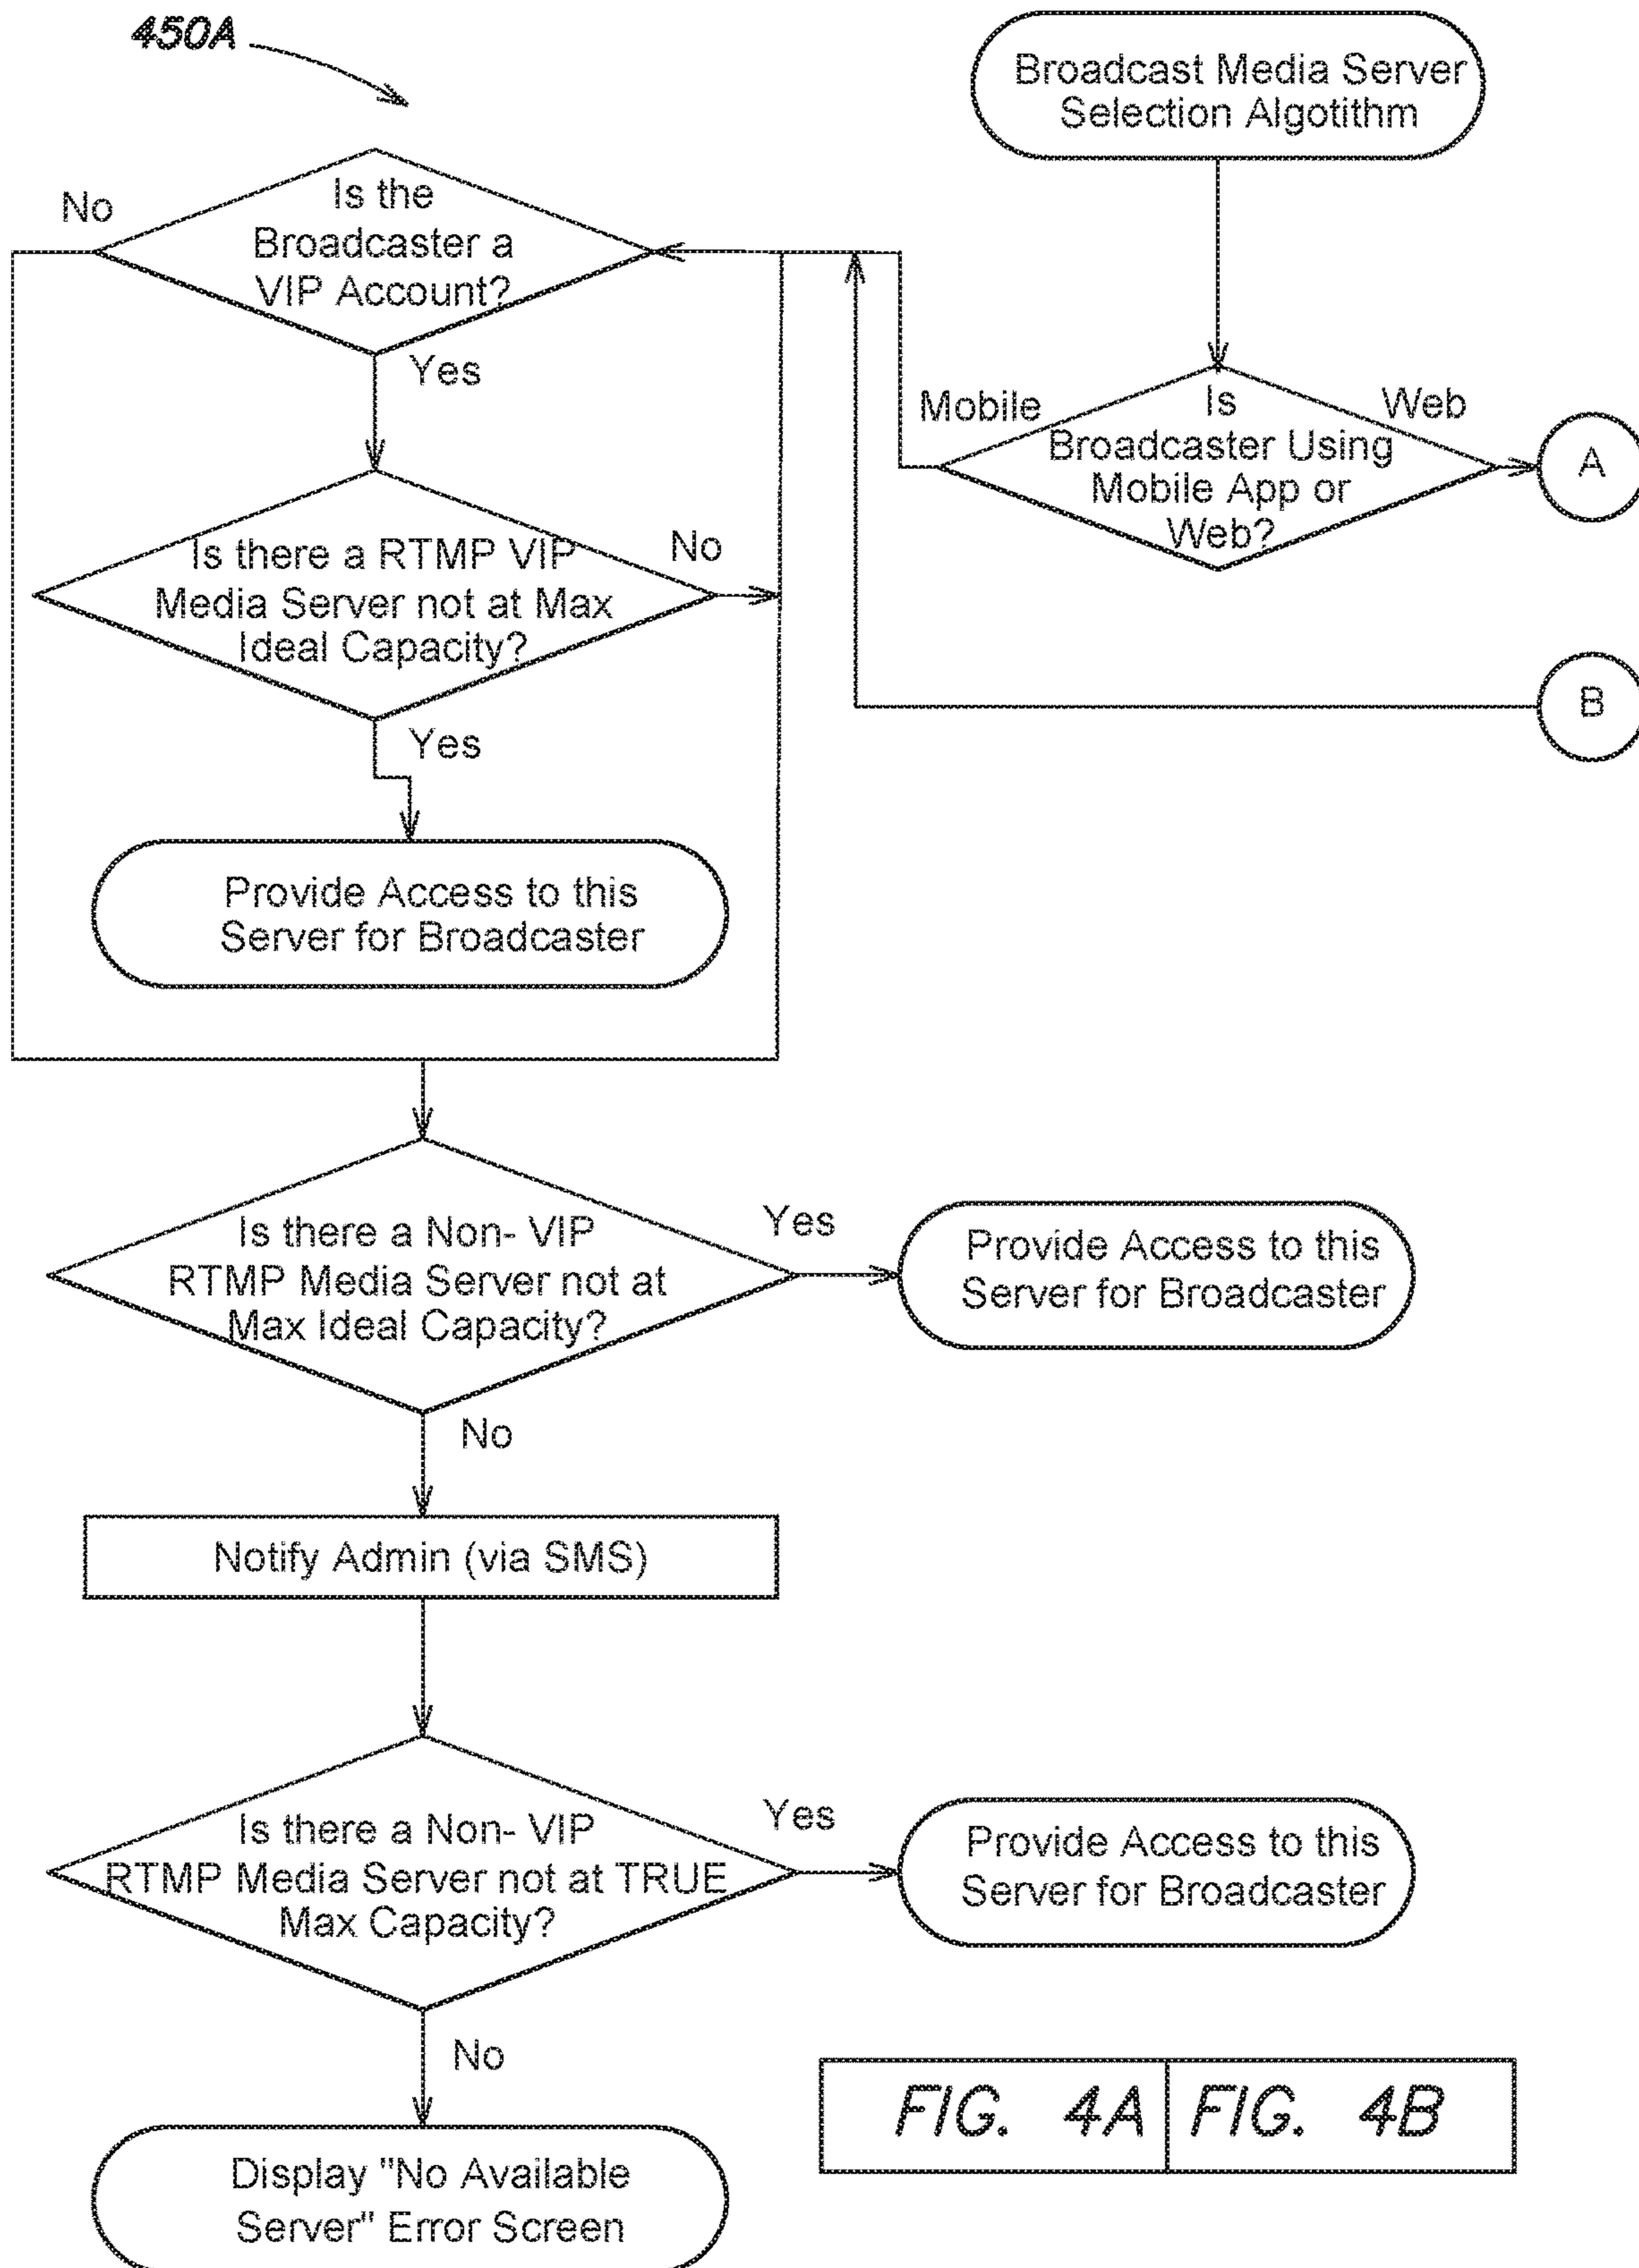 450A
Broadcast Media Server
Selection Algotithm
No
Is the
Broadcaster a
VIP Account?
Yes
Mobile
Is
Broadcaster Using
Mobile App or
Web?
Web
A
Is there a RTMP VIP
Media Server not at Max
Ideal Capacity?
No
B
Yes
Provide Access to this
Server for Broadcaster
Is there a Non- VIP
RTMP Media Server not at
Max Ideal Capacity?
Yes
Provide Access to this
Server for Broadcaster
No
Notify Admin (via SMS)
Is there a Non- VIP
RTMP Media Server not at TRUE
Max Capacity?
Yes
Provide Access to this
Server for Broadcaster
No
Display "No Available
Server" Error Screen
FIG. 4A
FIG. 4B